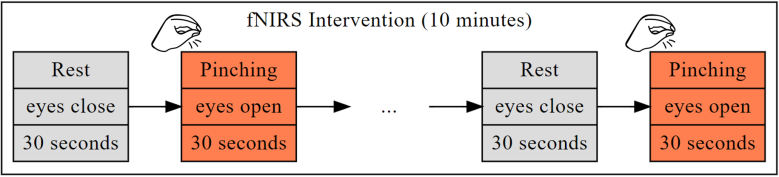 fNIRS Intervention (10 minutes)
Rest
eyes close
30 seconds
Pinching
eyes open
30 seconds
...
Rest
eyes close
30 seconds
Pinching
eyes open
30 seconds